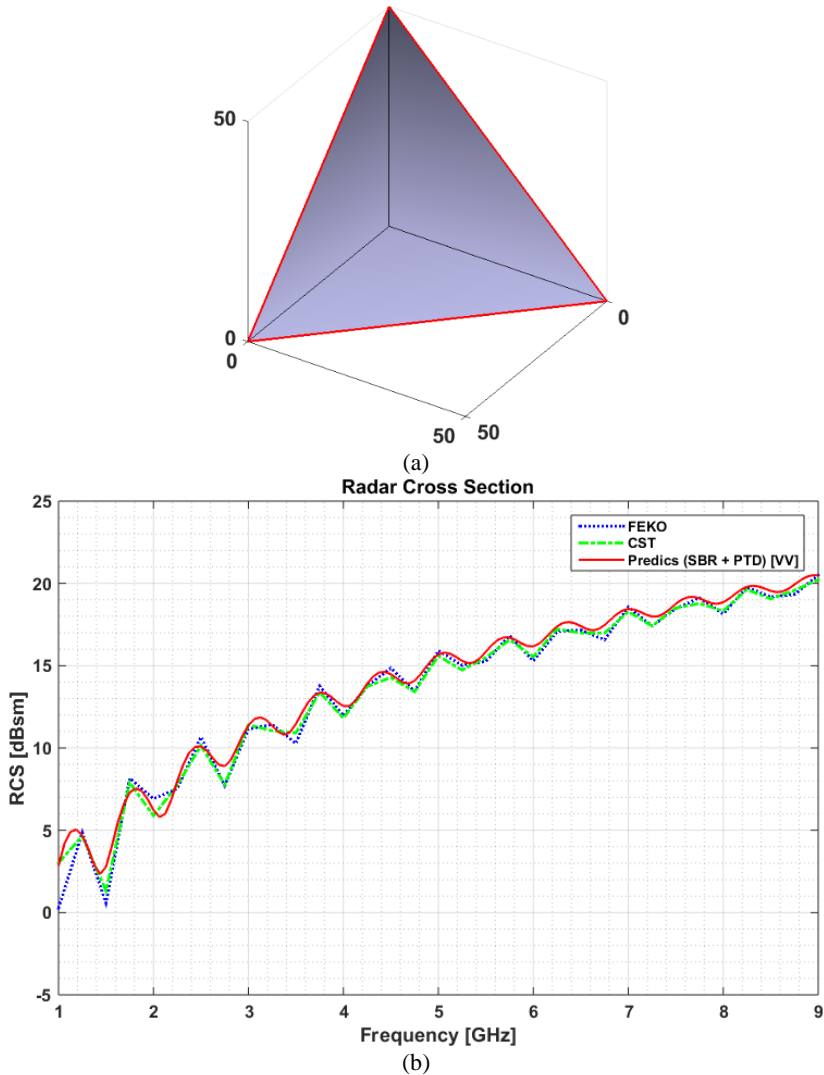 50
0
0
0
50
50
(a)
Radar Cross Section
25
20
15
10
5
0
-5
RCS [dBsm]
FEKO
CST
Predics (SBR + PTD) [VV]
1 2 3 4 5 6 7 8 9
Frequency [GHz]
(b)